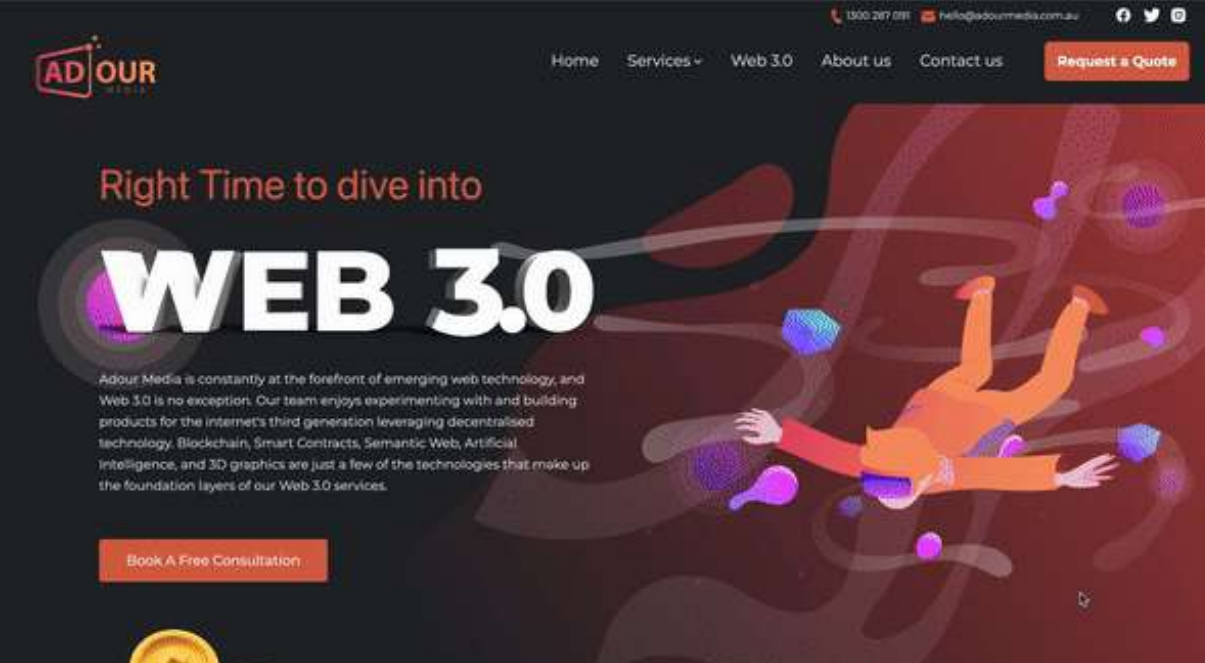 1300 287 091 hello@adourmedia.com.au
ADOUR
MEDIA
Home Services Web 3.0 About us Contact us Request a Quote
Right Time to dive into
WEB 3.0
Adour Media is constantly at the forefront of emerging web technology, and
Web 3.0 is no exception. Our team enjoys experimenting with and building
products for the internet's third generation leveraging decentralised
technology. Blockchain, Smart Contracts, Semantic Web, Artificial
Intelligence, and 3D graphics are just a few of the technologies that make up
the foundation layers of our Web 3.0 services.
Book A Free Consultation